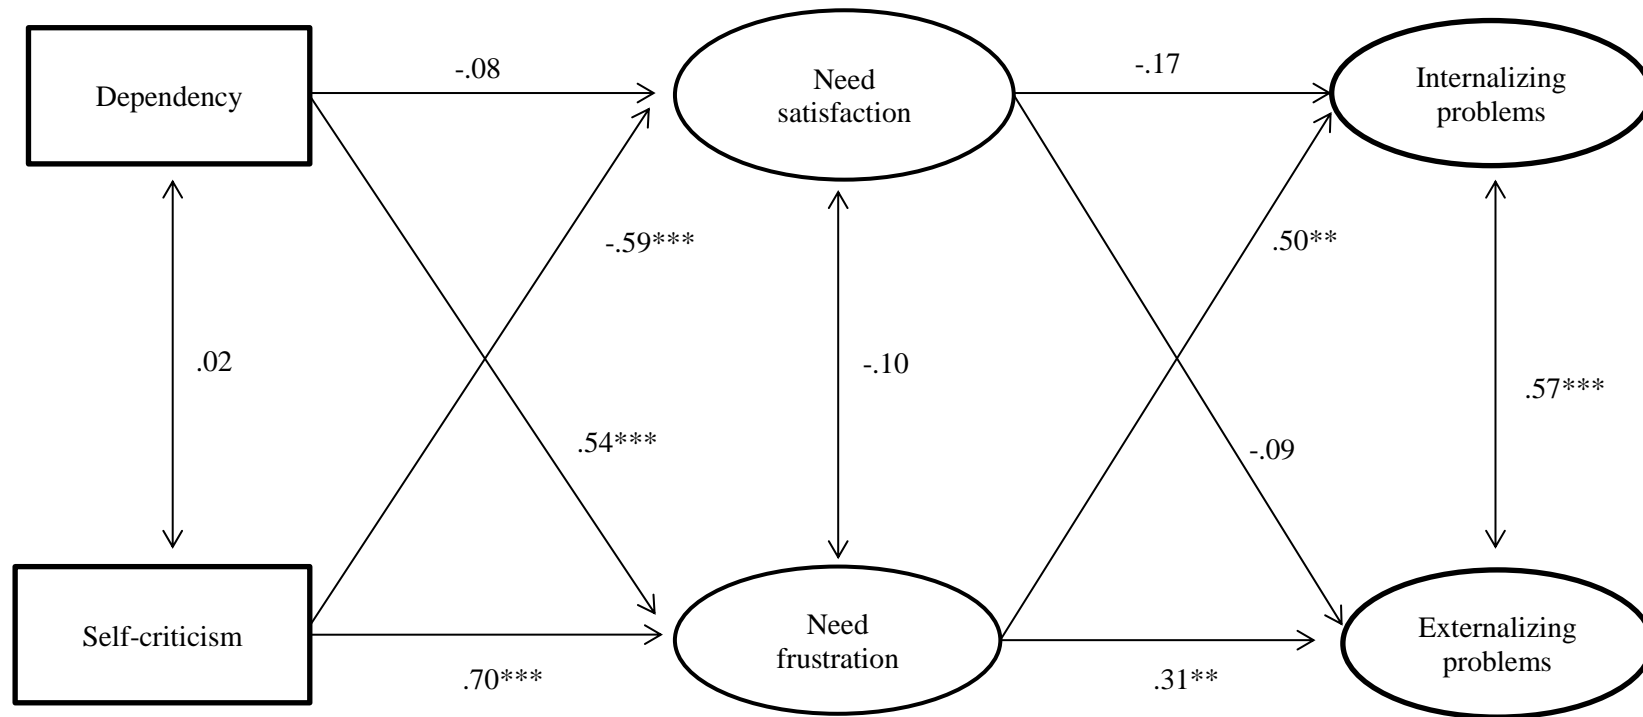 -.08
Dependency
Need
satisfaction
-.17
Internalizing
problems
-.59***
.50**
.02
-.10
.57***
.54***
-.09
Self-criticism
.70***
Need
frustration
.31**
Externalizing
problems